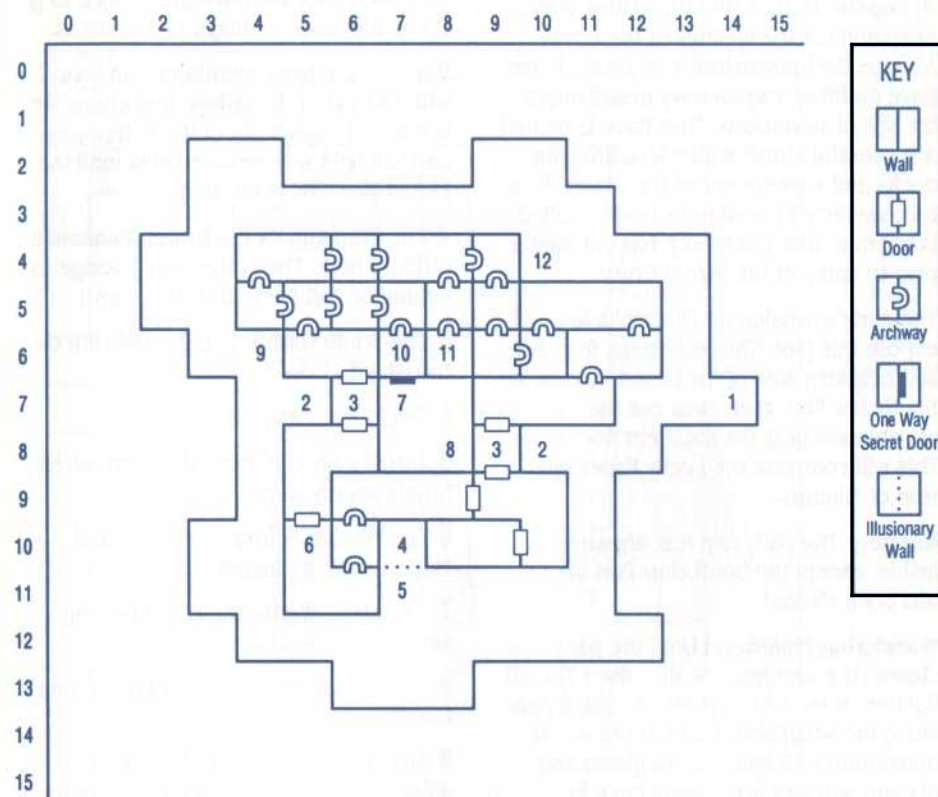 0 1 2 3 4 5 6 7 8 9 10 11 12 13 14 15
0
1
2
3
4 12
5
6 9 10 11
7 2 3 7 1
8 8 3 2
9
10 6 4
11 5
12
13
14
15
KEY
Wall
Door
Archway
One Way
Secret Door
Illusionary
Wall